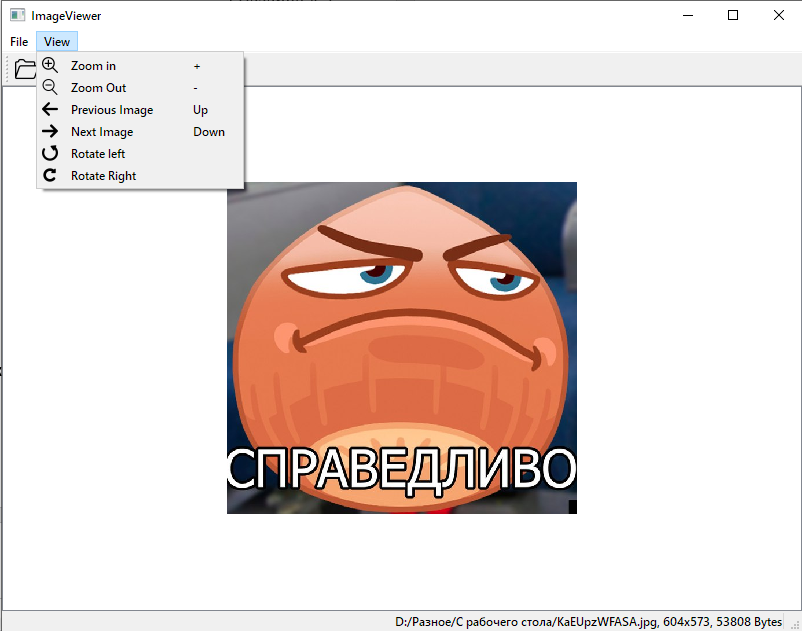 ImageViewer
File View
Zoom in +
Zoom Out -
Previous Image Up
Next Image Down
Rotate left
Rotate Right
СПРАВЕДЛИВО
D:/Разное/С рабочего стола/KaEUpzWFASA.jpg, 604x573, 53808 Bytes